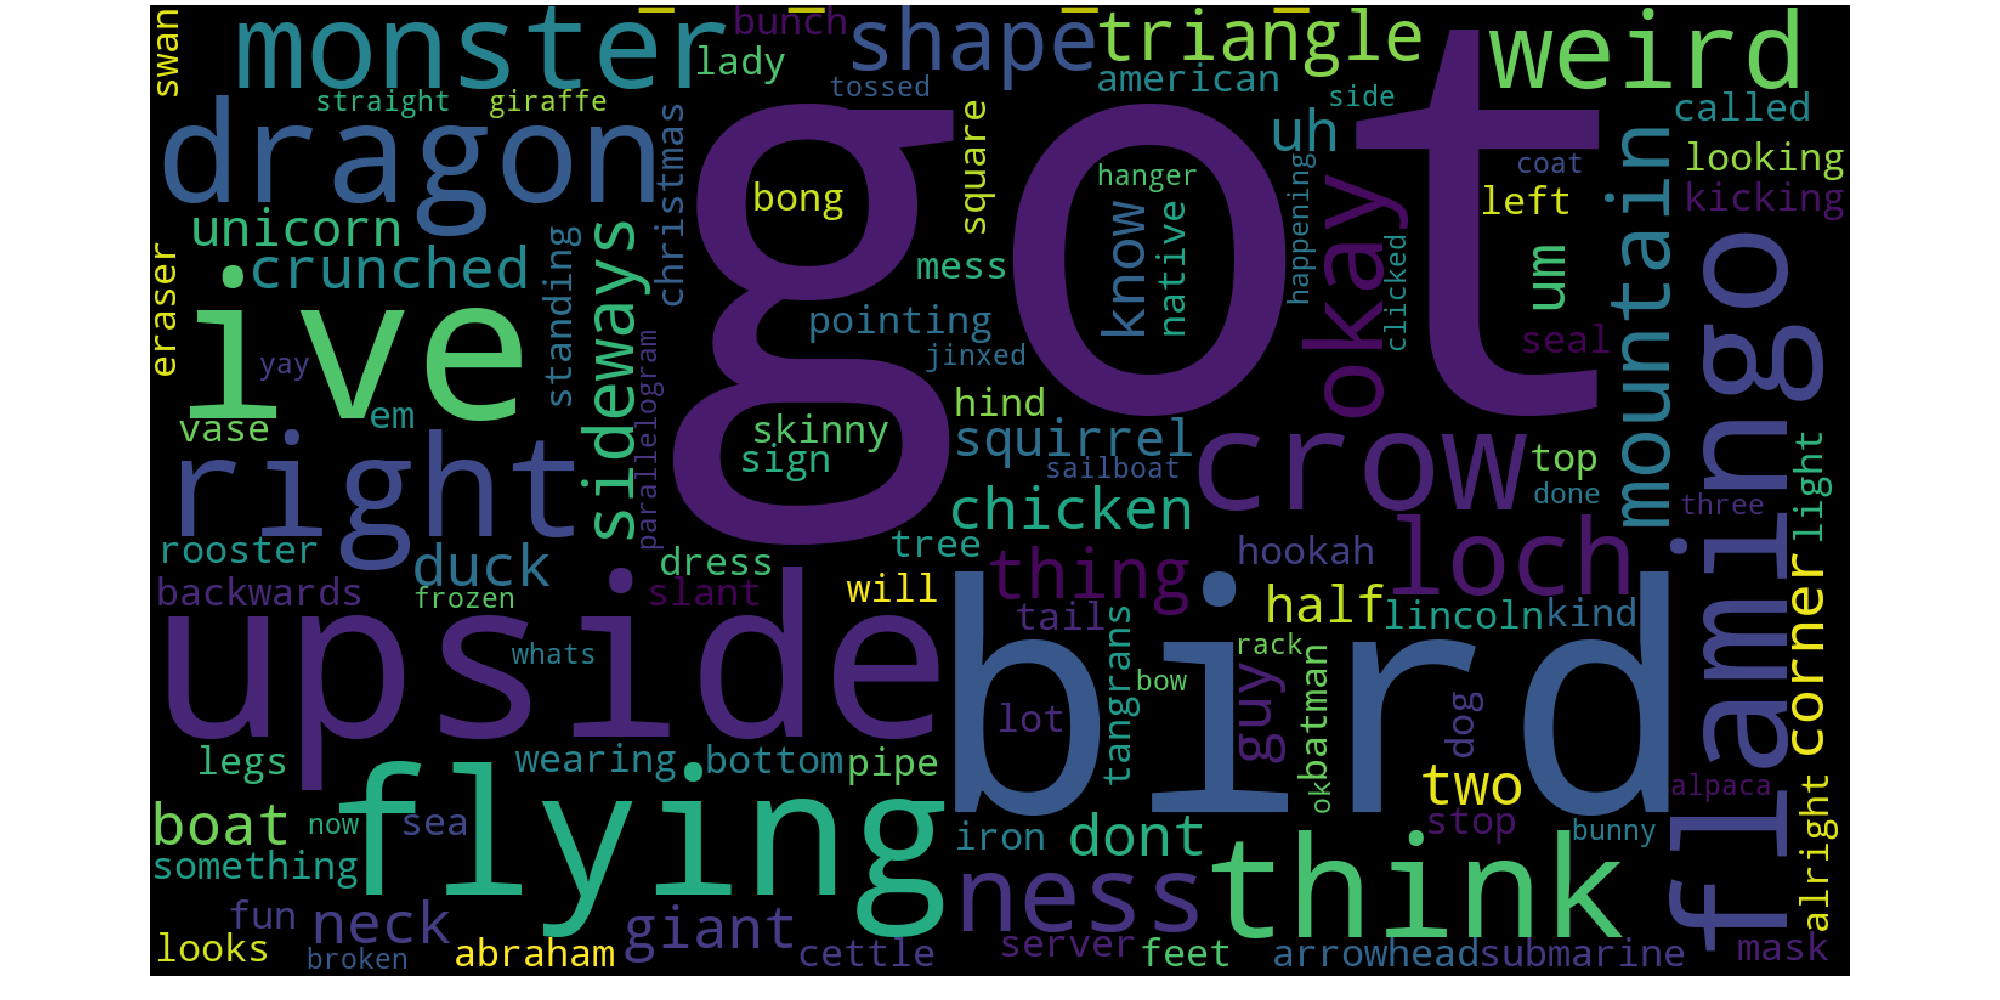 swan
monster
bunch
lady
shape
triangle
weird
tossed
american
side
straight
giraffe
dragon
christmas
got
square
uh
called
looking
kicking
coat
left
bong
hanger
know
native
happening
okay
clicked
mountain
um
seal
unicorn
crunched
standing
sideways
mess
pointing
jinxed
eraser
ive
yay
em
vase
parallelogram
skinny
sign
hind
squirrel
sailboat
crow
top
done
three
light
flamingo
right
chicken
loch
rooster
duck
dress
tree
thing
hookah
backwards
frozen
slant
will
tail
half
lincoln
kind
corner
upside
whats
tangrans
bow
rack
guy
lot
batman
ok
dog
bird
legs
wearing
bottom
pipe
two
stop
alpaca
alright
boat
now
sea
flying
iron
dont
bunny
something
ness
think
fun
neck
giant
looks
broken
abraham
cettle
server
feet
arrowhead
submarine
mask